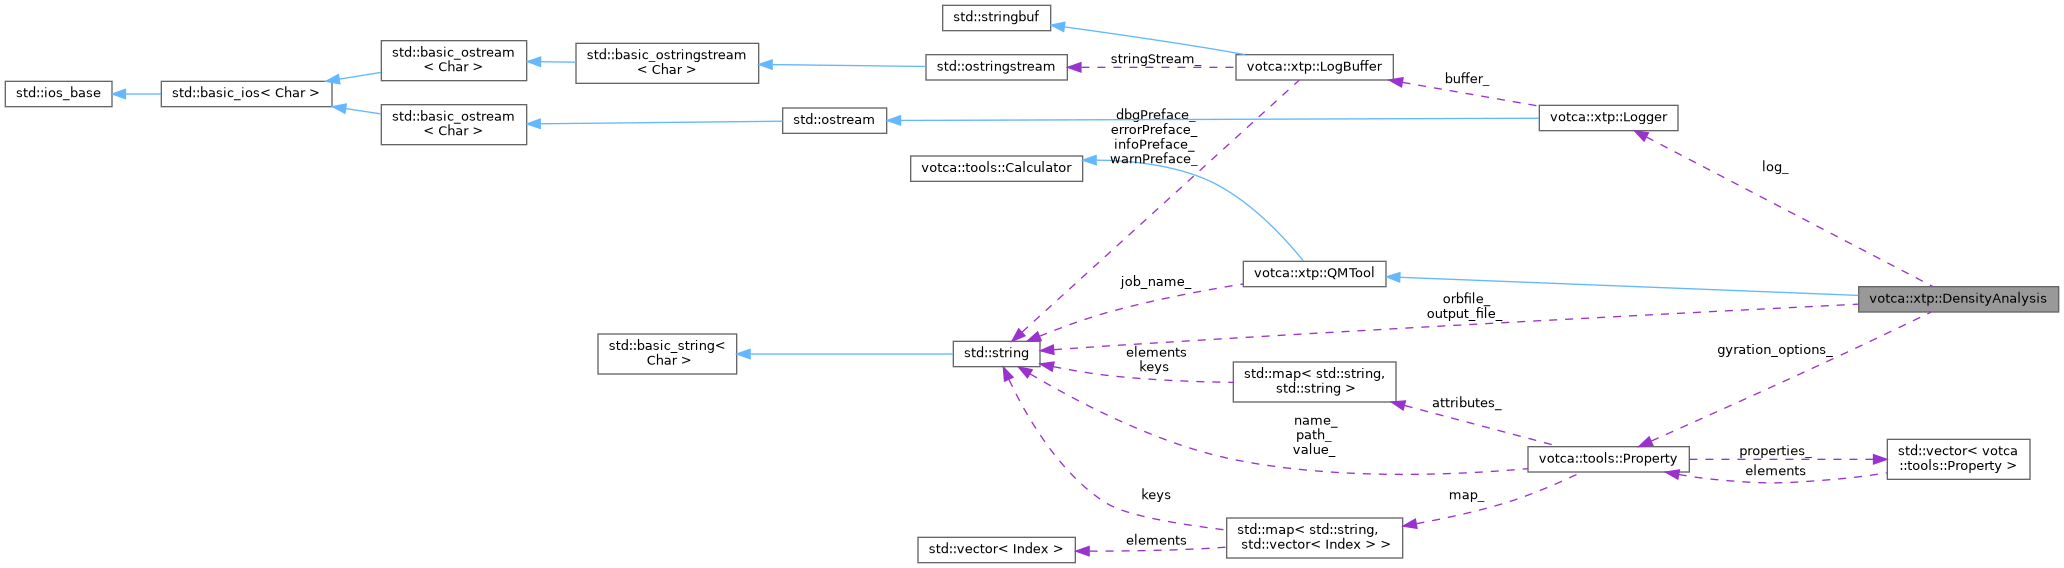 std::stringbuf
std::basic_ostream
< Char >
std::basic_ostringstream
< Char >
std::ostringstream
stringStream_
votca::xtp::LogBuffer
buffer_
std::ios_base
std::basic_ios< Char >
std::basic_ostream
< Char >
std::ostream
dbgPreface_
errorPreface_
infoPreface_
warnPreface_
votca::xtp::Logger
votca::tools::Calculator
log_
votca::xtp::QMTool
job_name_
votca::xtp::DensityAnalysis
orbfile_
output_file_
std::basic_string<
Char >
std::string
elements
keys
std::map< std::string,
std::string >
gyration_options_
attributes_
name_
path_
value_
votca::tools::Property
properties_
elements
std::vector< votca
::tools::Property >
keys
map_
std::map< std::string,
std::vector< Index > >
elements
std::vector< Index >